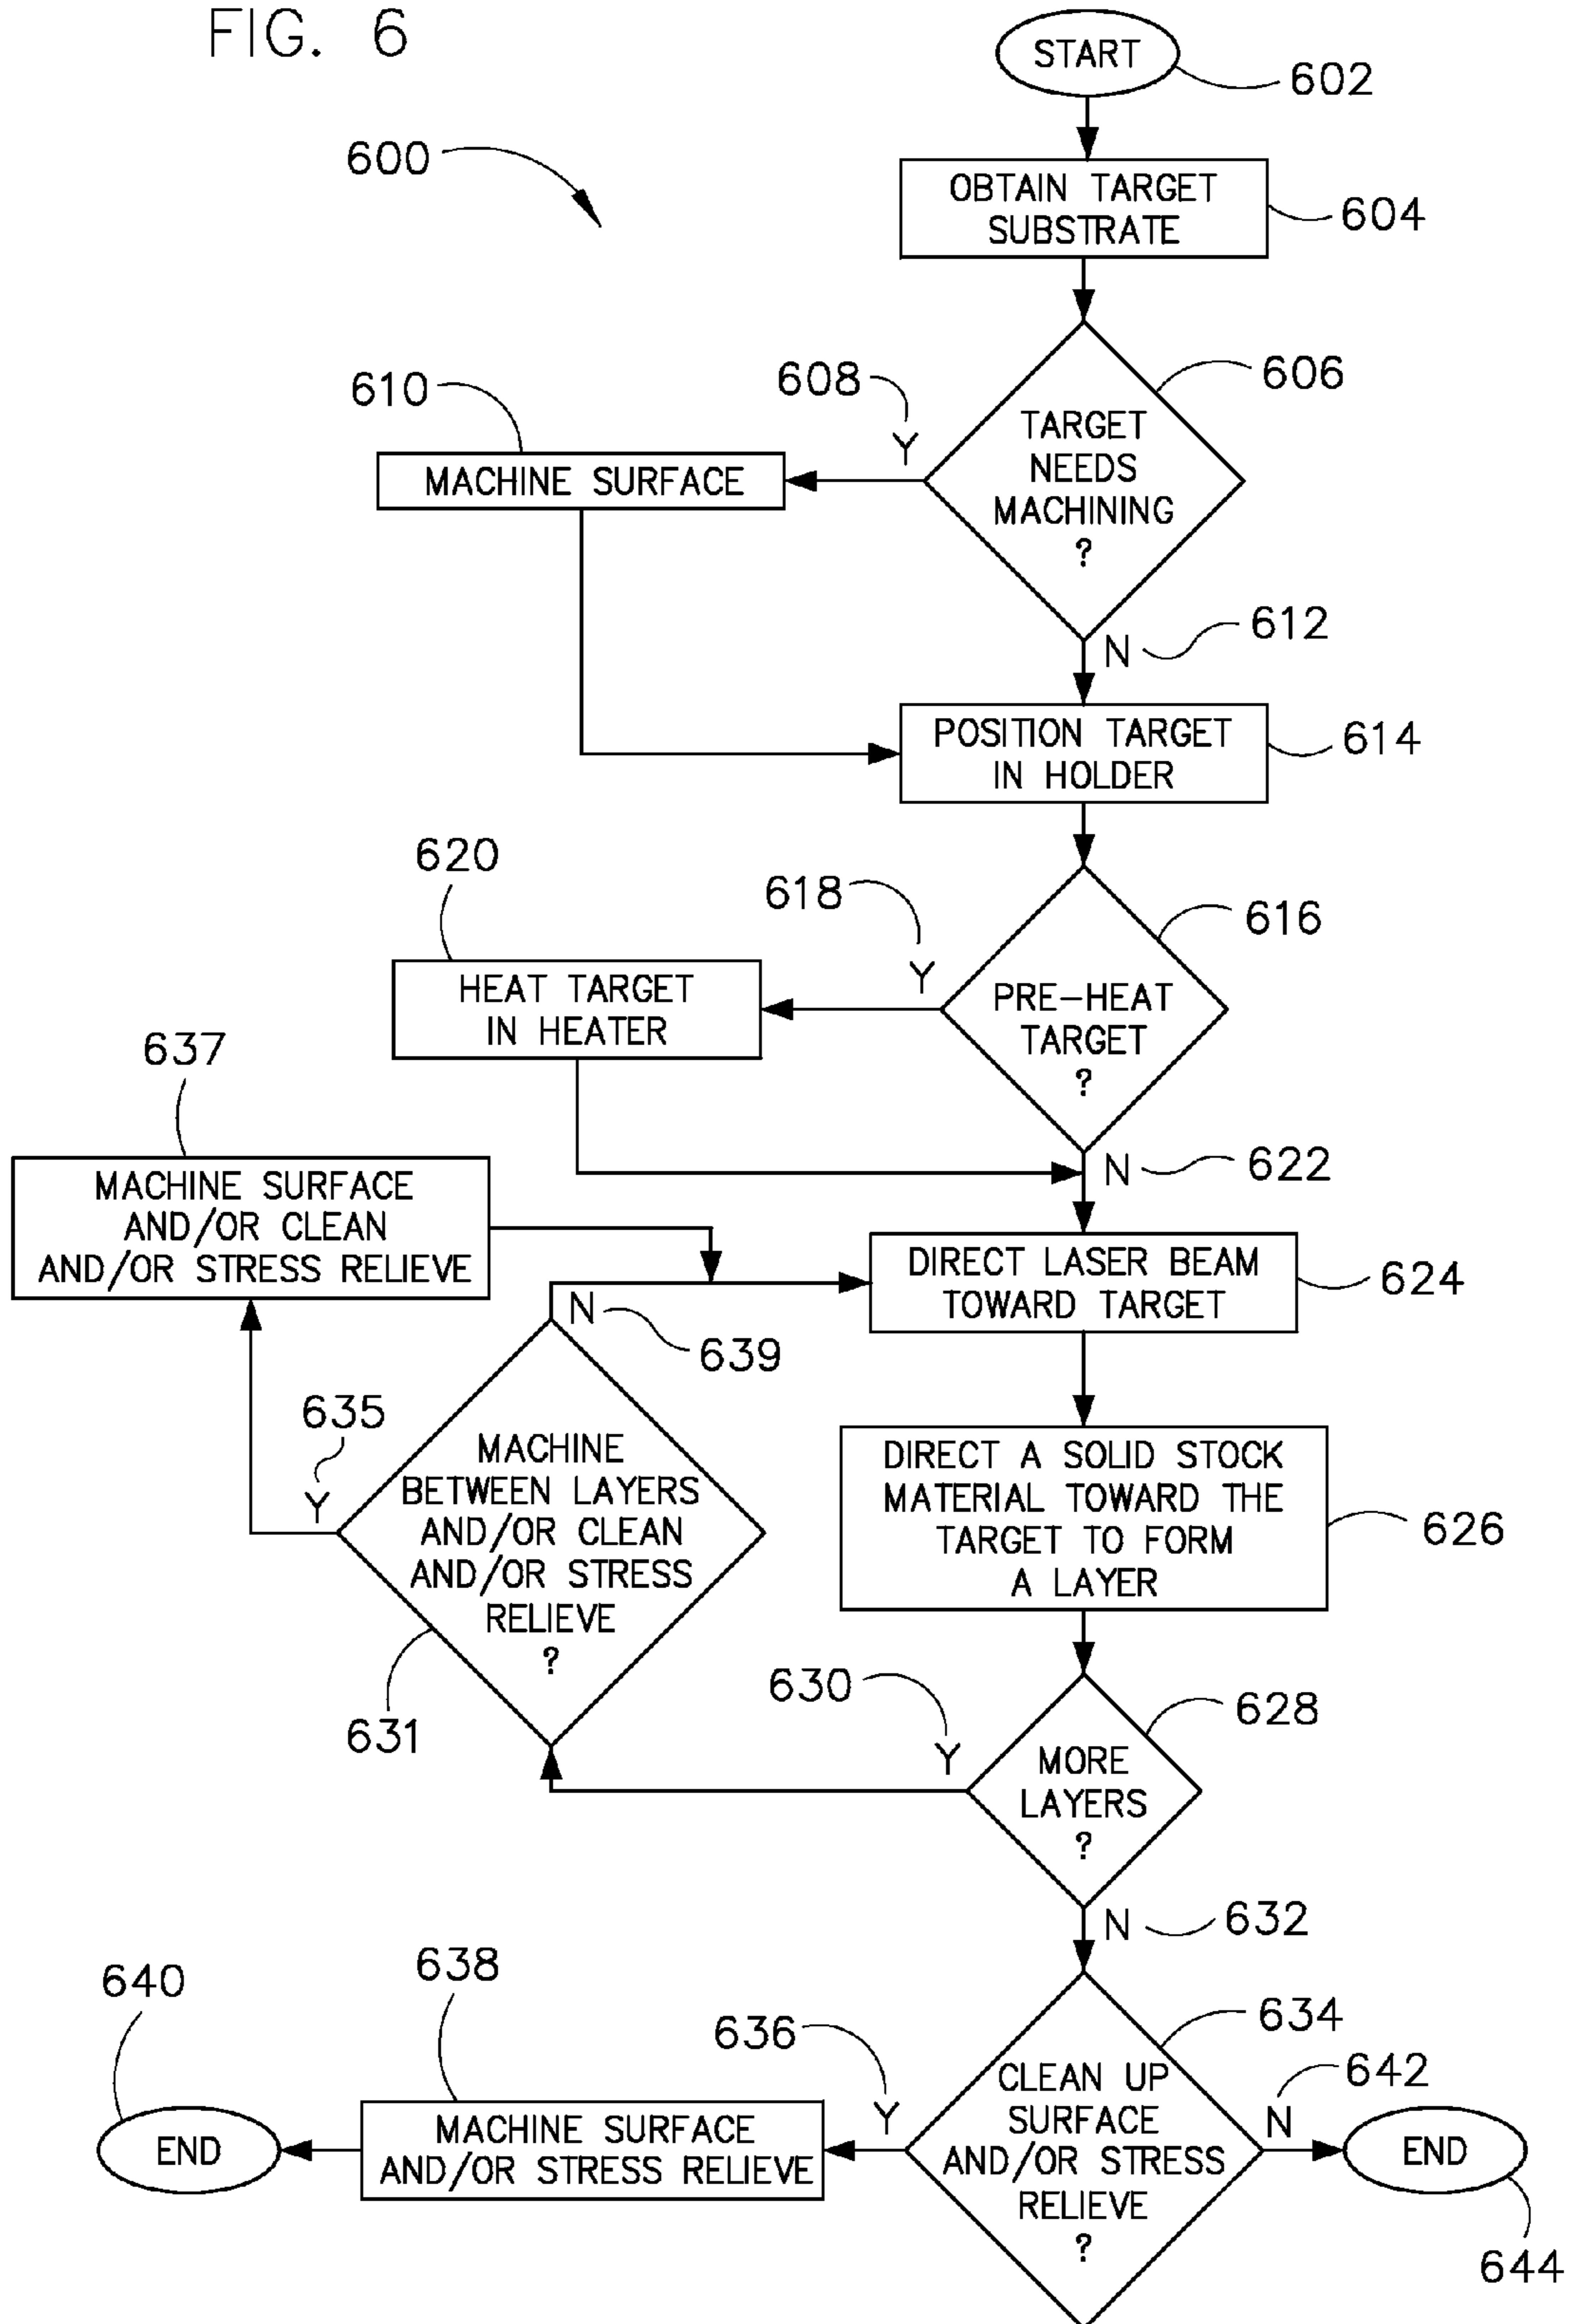 FIG. 6
START
602
600
OBTAIN TARGET
SUBSTRATE
604
606
608
610
Y
TARGET
NEEDS
MACHINING
?
MACHINE SURFACE
612
N
POSITION TARGET
IN HOLDER
614
620
618
616
Y
HEAT TARGET
IN HEATER
PRE-HEAT
TARGET
?
637
622
N
MACHINE SURFACE
AND/OR CLEAN
AND/OR STRESS RELIEVE
DIRECT LASER BEAM
TOWARD TARGET
624
N
639
635
Y
MACHINE
BETWEEN LAYERS
AND/OR CLEAN
AND/OR STRESS
RELIEVE
?
DIRECT A SOLID STOCK
MATERIAL TOWARD THE
TARGET TO FORM
A LAYER
626
631
630
628
Y
MORE
LAYERS
?
N
632
640
638
636
634
642
Y
CLEAN UP
SURFACE
AND/OR STRESS
RELIEVE
?
N
END
MACHINE SURFACE
AND/OR STRESS RELIEVE
END
644